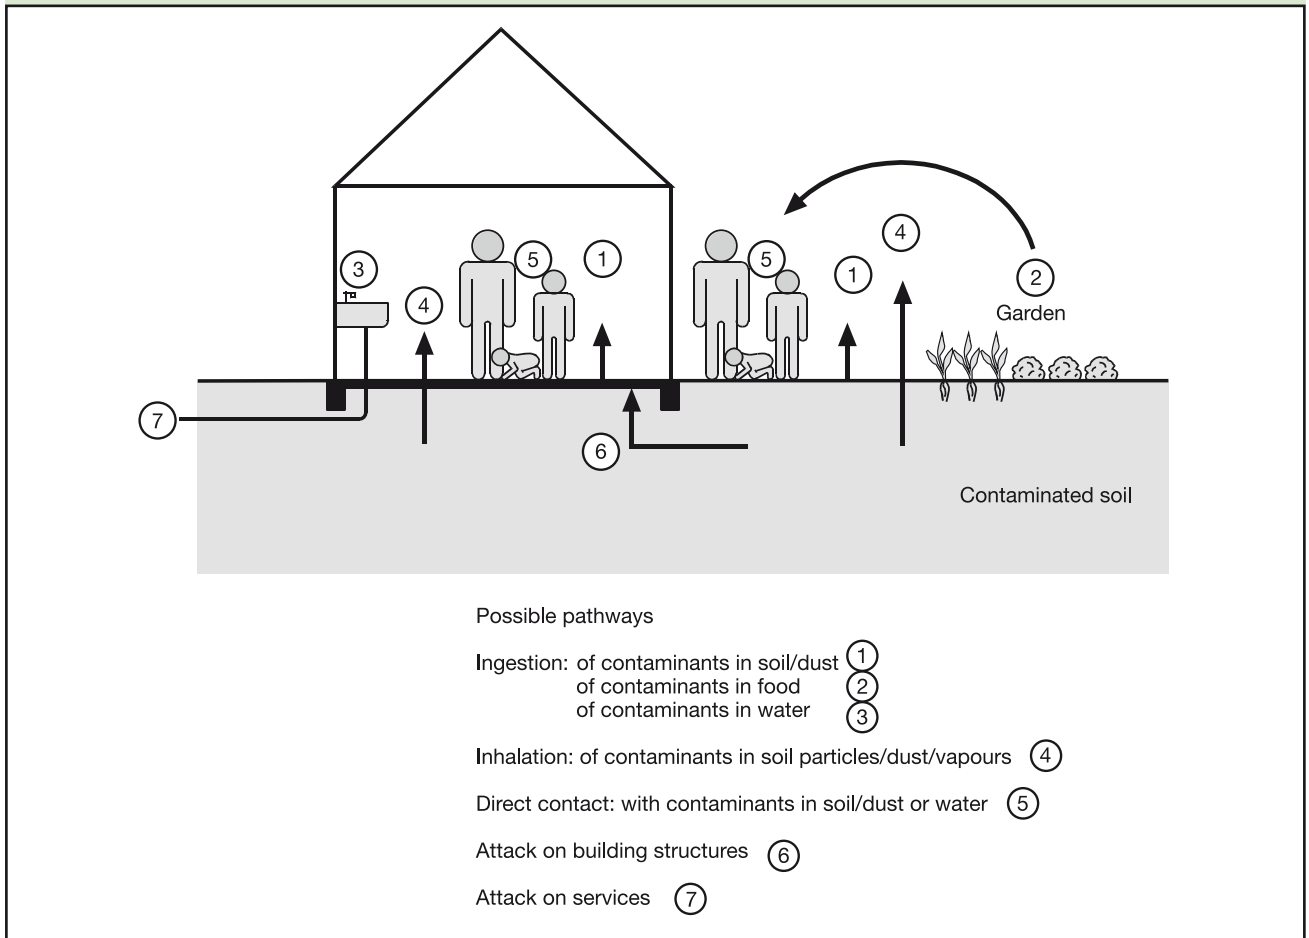 3
4
5
1
5
1
4
2
Garden
7
6
Contaminated soil
Possible pathways
Ingestion: of contaminants in soil/dust 1
of contaminants in food 2
of contaminants in water 3
Inhalation: of contaminants in soil particles/dust/vapours 4
Direct contact: with contaminants in soil/dust or water 5
Attack on building structures 6
Attack on services 7